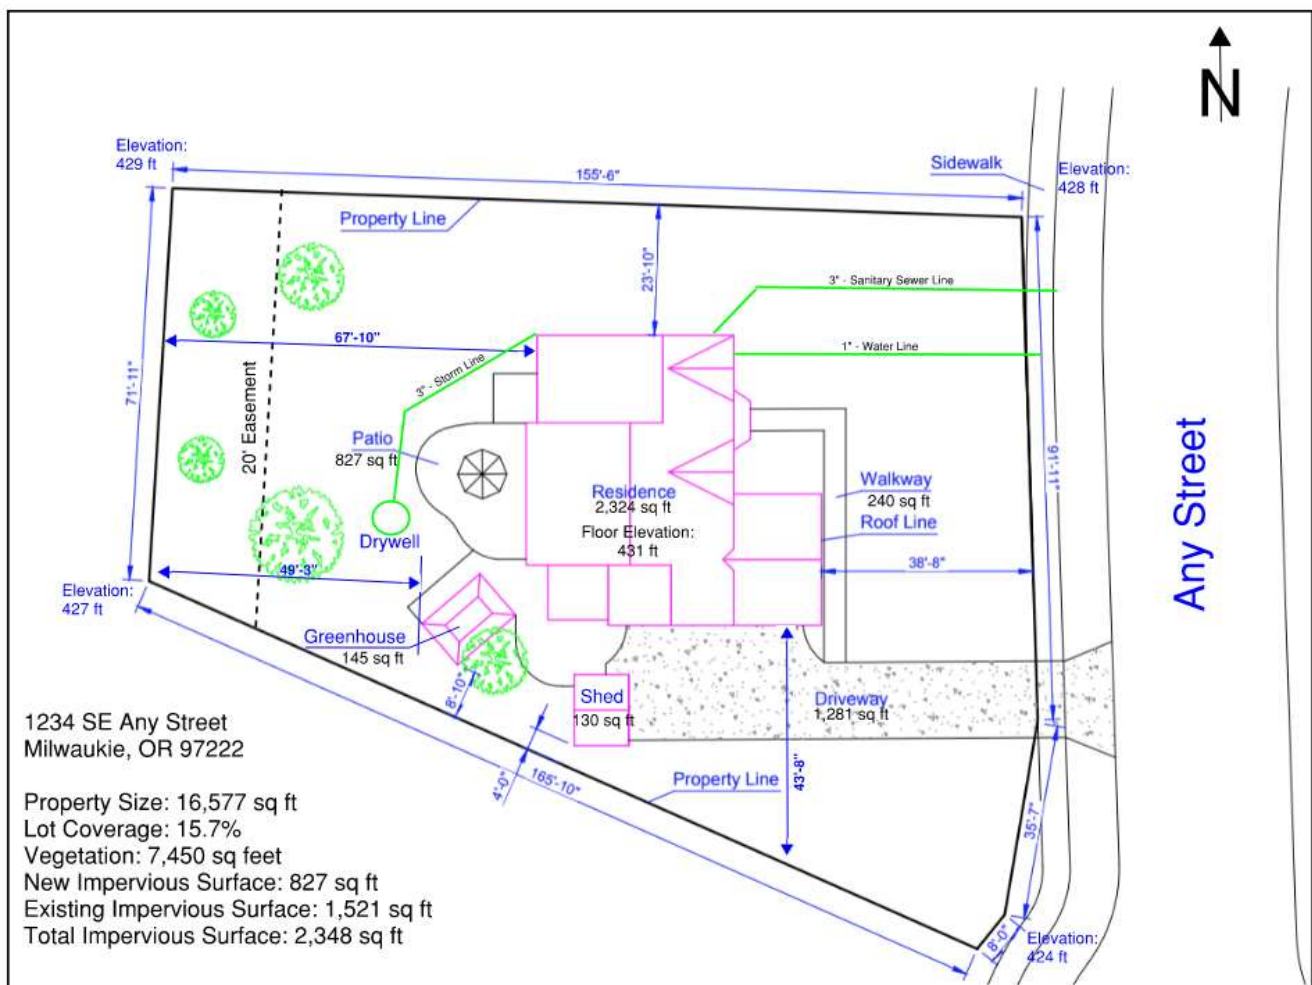 N
Elevation:
429 ft
155'-6"
Sidewalk
Elevation:
428 ft
Property Line
23'-10"
3" - Sanitary Sewer Line
67'-10"
1" - Water Line
3" - Storm Line
71'-11"
20' Easement
Patio
827 sq ft
Residence
2,324 sq ft
Floor Elevation:
431 ft
Walkway
240 sq ft
Roof Line
91'-11"
Any Street
Drywell
49'-3"
38'-8"
Elevation:
427 ft
Greenhouse
145 sq ft
8'-10"
Shed
130 sq ft
Driveway
1,281 sq ft
43'-8"
4'-0"
165'-10"
Property Line
35'-7"
8'-0"
Elevation:
424 ft
1234 SE Any Street
Milwaukie, OR 97222
Property Size: 16,577 sq ft
Lot Coverage: 15.7%
Vegetation: 7,450 sq feet
New Impervious Surface: 827 sq ft
Existing Impervious Surface: 1,521 sq ft
Total Impervious Surface: 2,348 sq ft